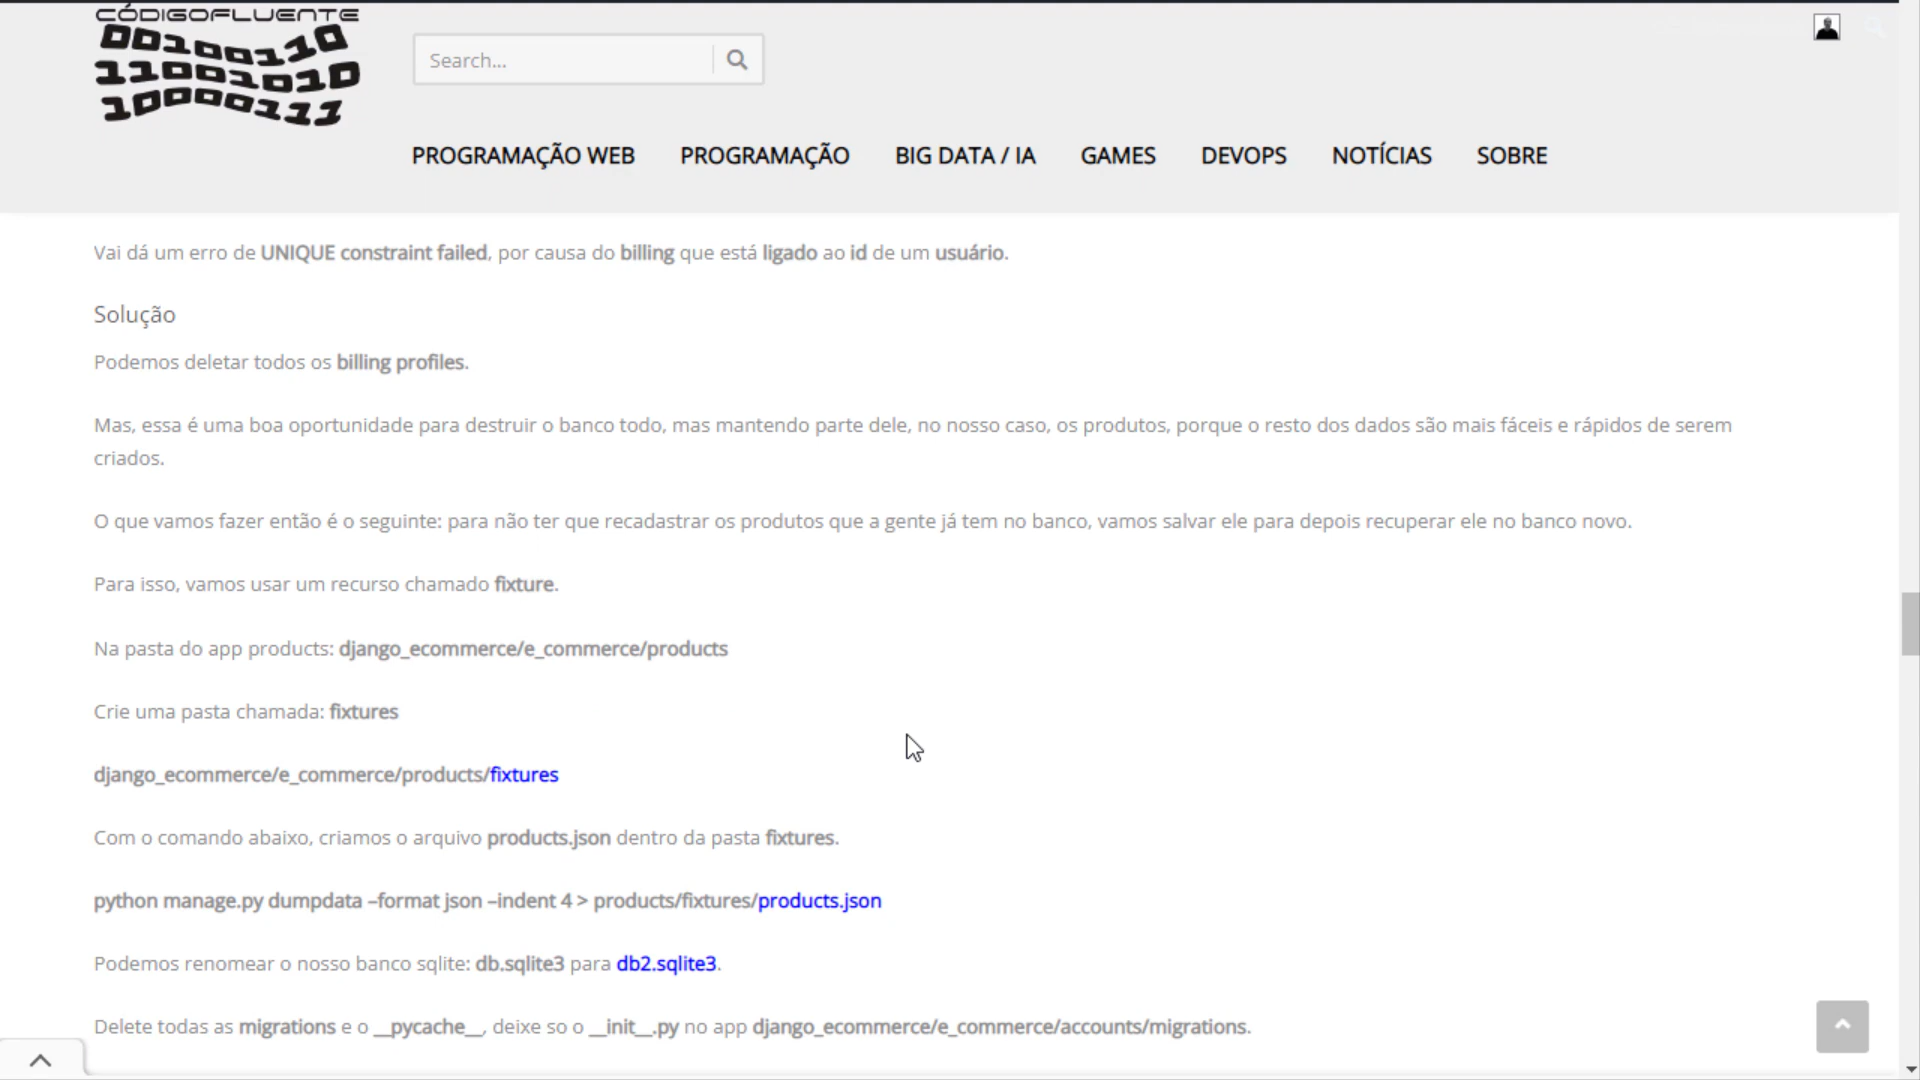 CÓDIGOFLUENTE
00100110
11001010
10000111
Search...
PROGRAMAÇÃO WEB PROGRAMAÇÃO BIG DATA / IA GAMES DEVOPS NOTÍCIAS SOBRE
Vai dá um erro de UNIQUE constraint failed, por causa do billing que está ligado ao id de um usuário.
Solução
Podemos deletar todos os billing profiles.
Mas, essa é uma boa oportunidade para destruir o banco todo, mas mantendo parte dele, no nosso caso, os produtos, porque o resto dos dados são mais fáceis e rápidos de serem
criados.
O que vamos fazer então é o seguinte: para não ter que recadastrar os produtos que a gente já tem no banco, vamos salvar ele para depois recuperar ele no banco novo.
Para isso, vamos usar um recurso chamado fixture.
Na pasta do app products: django_ecommerce/e_commerce/products
Crie uma pasta chamada: fixtures
django_ecommerce/e_commerce/products/fixtures
Com o comando abaixo, criamos o arquivo products.json dentro da pasta fixtures.
python manage.py dumpdata –format json –indent 4 > products/fixtures/products.json
Podemos renomear o nosso banco sqlite: db.sqlite3 para db2.sqlite3.
Delete todas as migrations e o __pycache__, deixe so o __init__.py no app django_ecommerce/e_commerce/accounts/migrations.